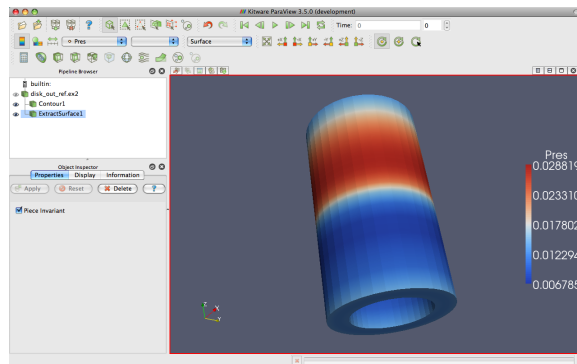 Kitware ParaView 3.5.0 (development)
Time: 0 0
Pres Surface
Pipeline Browser
builtin:
disk_out_ref.ex2
Contour1
ExtractSurface1
Object Inspector
Properties Display Information
Apply Reset Delete ?
Piece Invariant
Pres
0.028819
0.023310
0.017802
0.012294
0.006785
Z
X
Y